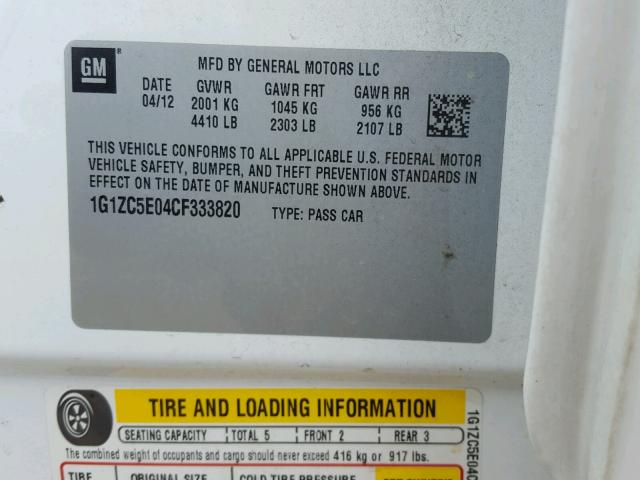 GM ®
MFD BY GENERAL MOTORS LLC
DATE GVWR GAWR FRT GAWR RR
04/12 2001 KG 1045 KG 956 KG
4410 LB 2303 LB 2107 LB
THIS VEHICLE CONFORMS TO ALL APPLICABLE U.S. FEDERAL MOTOR
VEHICLE SAFETY, BUMPER, AND THEFT PREVENTION STANDARDS IN
EFFECT ON THE DATE OF MANUFACTURE SHOWN ABOVE.
1G1ZC5E04CF333820 TYPE: PASS CAR
TIRE AND LOADING INFORMATION
SEATING CAPACITY TOTAL 5 FRONT 2 REAR 3
The combined weight of occupants and cargo should never exceed 416 kg or 917 lbs.
TIRE ORIGINAL SIZE COLD TIRE PRESSURE SEE OWNER'S
1G1ZC5E04C